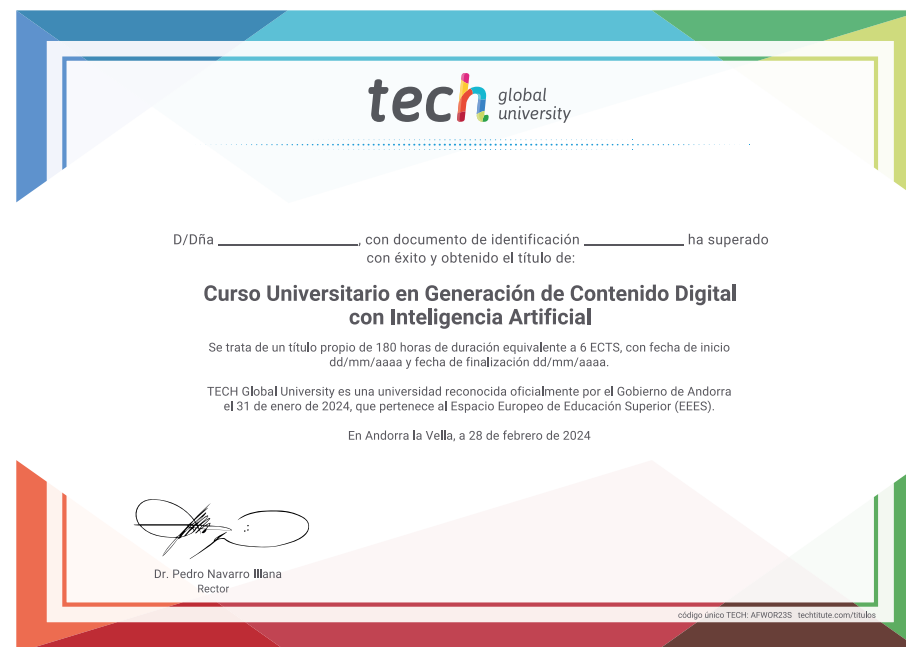 tech global university
D/Dña ____________________, con documento de identificación ______________ ha superado
con éxito y obtenido el título de:
Curso Universitario en Generación de Contenido Digital
con Inteligencia Artificial
Se trata de un título propio de 180 horas de duración equivalente a 6 ECTS, con fecha de inicio
dd/mm/aaaa y fecha de finalización dd/mm/aaaa.
TECH Global University es una universidad reconocida oficialmente por el Gobierno de Andorra
el 31 de enero de 2024, que pertenece al Espacio Europeo de Educación Superior (EEES).
En Andorra la Vella, a 28 de febrero de 2024
Dr. Pedro Navarro Illana
Rector
código único TECH: AFWOR23S techtitute.com/titulos